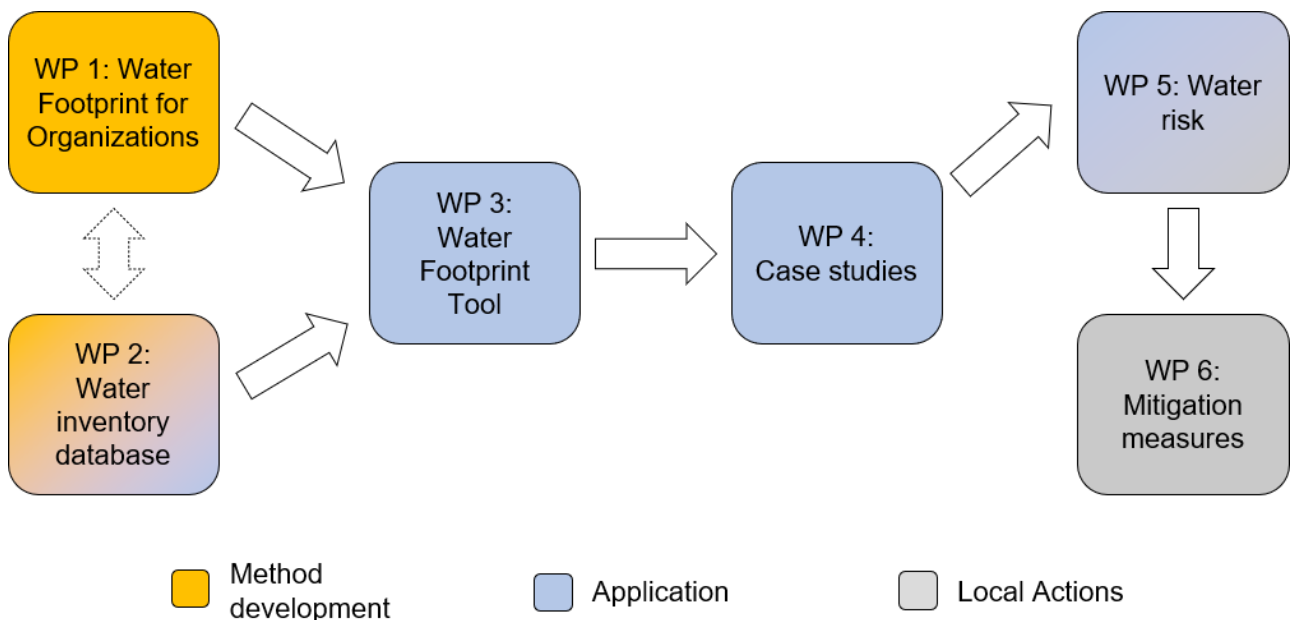 WP 1: Water
Footprint for
Organizations
WP 2:
Water
inventory
database
WP 3:
Water
Footprint
Tool
WP 4:
Case studies
WP 5: Water
risk
WP 6:
Mitigation
measures
Method
development
Application
Local Actions